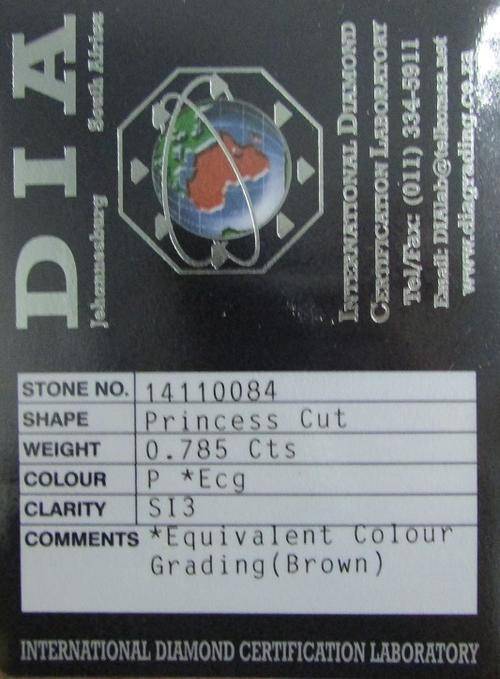 DIA
Johannesburg South Africa
INTERNATIONAL DIAMOND
CERTIFICATION LABORATORY
Tel/Fax: (011) 334-5911
Email: DIAlab@telkomsa.net
www.diagrading.co.za
STONE NO. 14110084
SHAPE Princess Cut
WEIGHT 0.785 Cts
COLOUR P *Ecg
CLARITY SI3
COMMENTS *Equivalent Colour
Grading(Brown)
INTERNATIONAL DIAMOND CERTIFICATION LABORATORY